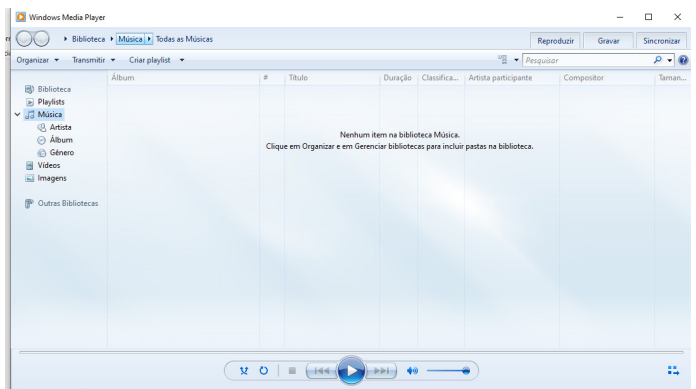 Windows Media Player
Biblioteca Música Todas as Músicas
Reproduzir Gravar Sincronizar
Organizar Transmitir Criar playlist
Pesquisar
Álbum # Título Duração Classifica... Artista participante Compositor Taman...
Biblioteca
Playlists
Música
Artista
Álbum
Gênero
Vídeos
Imagens
Outras Bibliotecas
Nenhum item na biblioteca Música.
Clique em Organizar e em Gerenciar bibliotecas para incluir pastas na biblioteca.